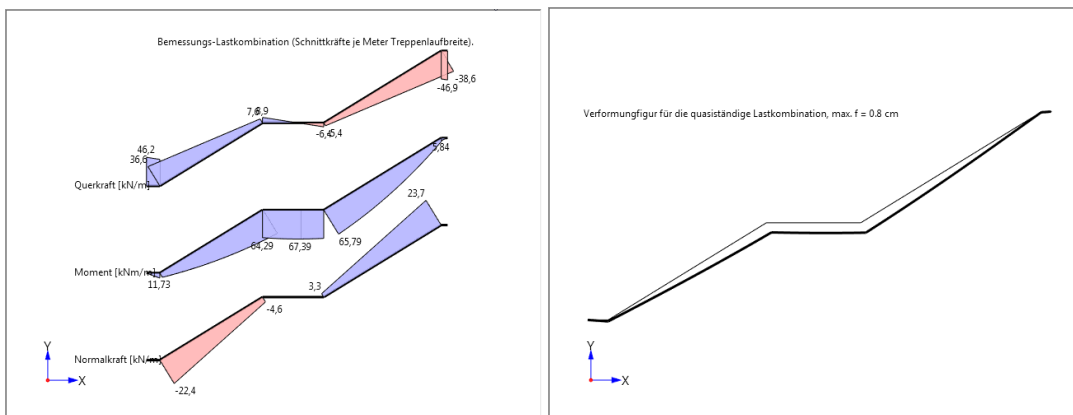 Bemessungs-Lastkombination (Schnittkräfte je Meter Treppenlaufbreite).
-38,6
-46,9
7,6
6,9
-6,4
-5,4
46,2
36,6
Querkraft [kN/m]
5,84
23,7
64,29
67,39
65,79
Moment [kNm/m]
11,73
3,3
-4,6
Normalkraft [kN/m]
-22,4
Y
X
Verformungfigur für die quasiständige Lastkombination, max. f = 0.8 cm
Y
X